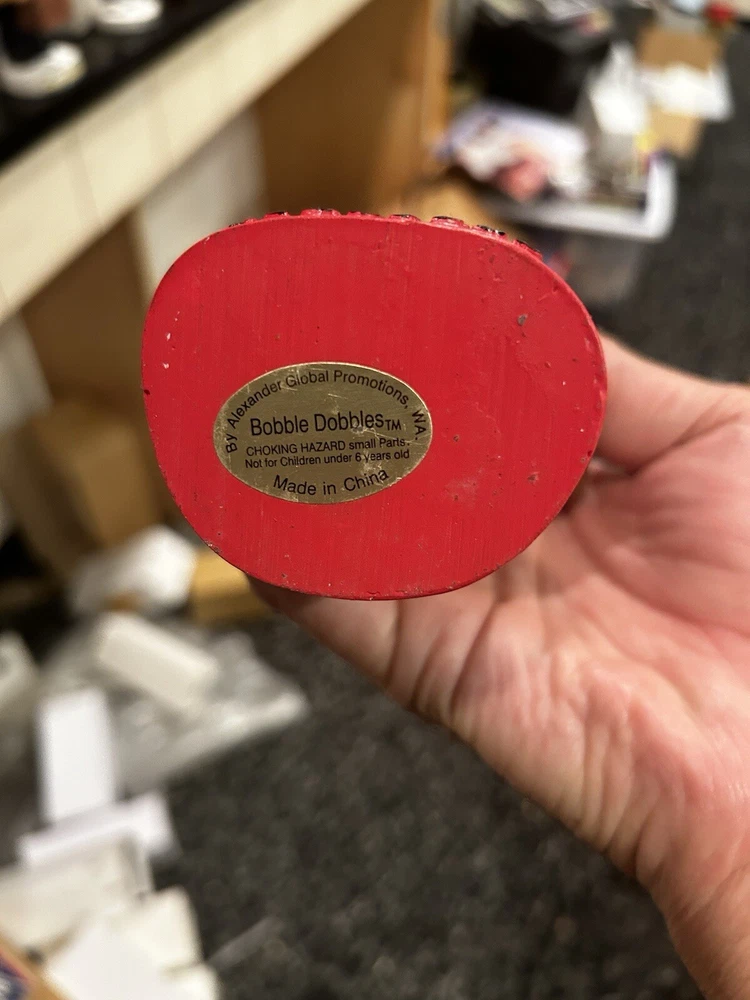 By Alexander Global Promotions, WA.
Bobble Dobbles™
CHOKING HAZARD small Parts.
Not for Children under 6 years old
Made in China